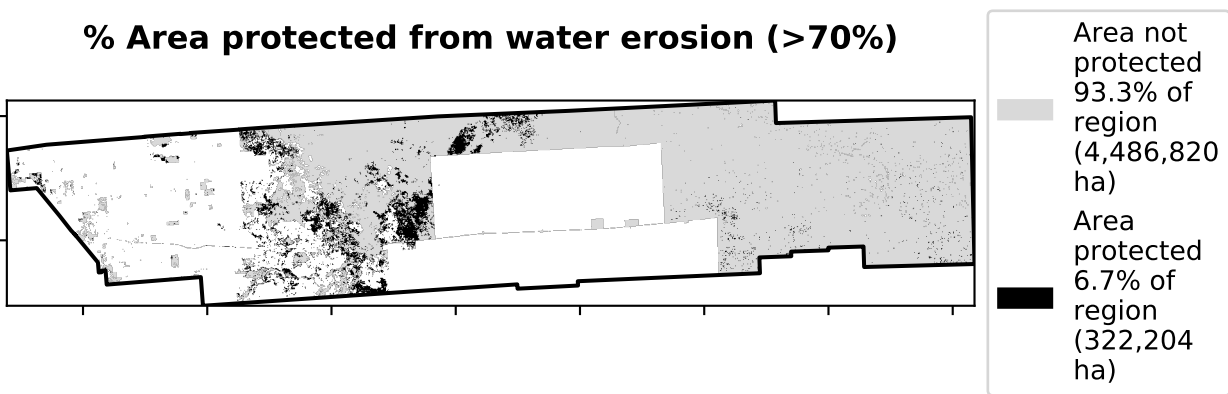 % Area protected from water erosion (>70%)
Area not
protected
93.3% of
region
(4,486,820
ha)
Area
protected
6.7% of
region
(322,204
ha)